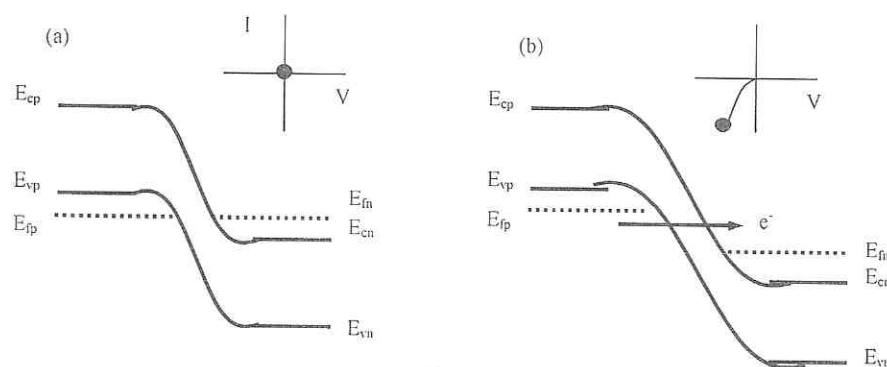 (a)
I
V
E_cp
E_vp
E_fp
E_fn
E_cn
E_vn
(b)
V
E_cp
E_vp
E_fp
e⁻
E_fn
E_cn
E_vn